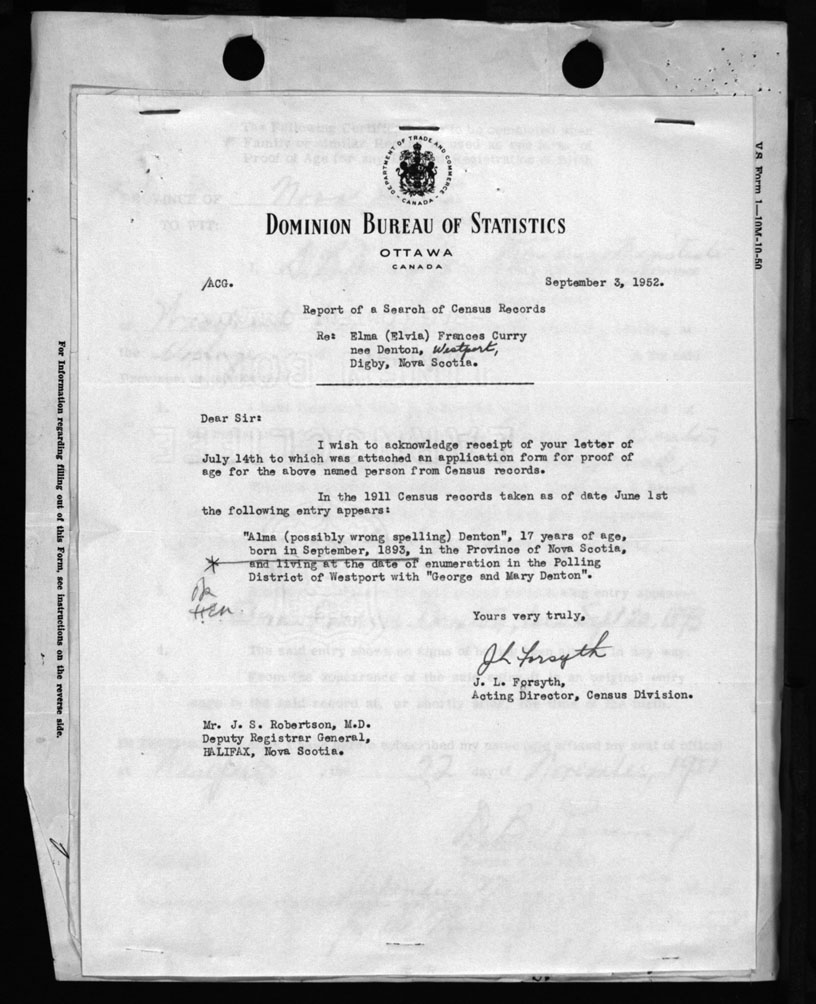 DEPARTMENT OF TRADE AND COMMERCE
CANADA
DOMINION BUREAU OF STATISTICS
OTTAWA
CANADA
/ACG.
September 3, 1952.
Report of a Search of Census Records
Re: Elma (Elvia) Frances Curry
nee Denton, Westport,
Digby, Nova Scotia.
Dear Sir:
I wish to acknowledge receipt of your letter of
July 14th to which was attached an application form for proof of
age for the above named person from Census records.
In the 1911 Census records taken as of date June 1st
the following entry appears:
"Alma (possibly wrong spelling) Denton", 17 years of age,
born in September, 1893, in the Province of Nova Scotia,
and living at the date of enumeration in the Polling
District of Westport with "George and Mary Denton".
ok
Yours very truly,
J L Forsyth
J. L. Forsyth,
Acting Director, Census Division.
Mr. J. S. Robertson, M.D.
Deputy Registrar General,
HALIFAX, Nova Scotia.
For Information regarding filling out of this Form, see instructions on the reverse side.
V.S. Form 1—10M-10-50